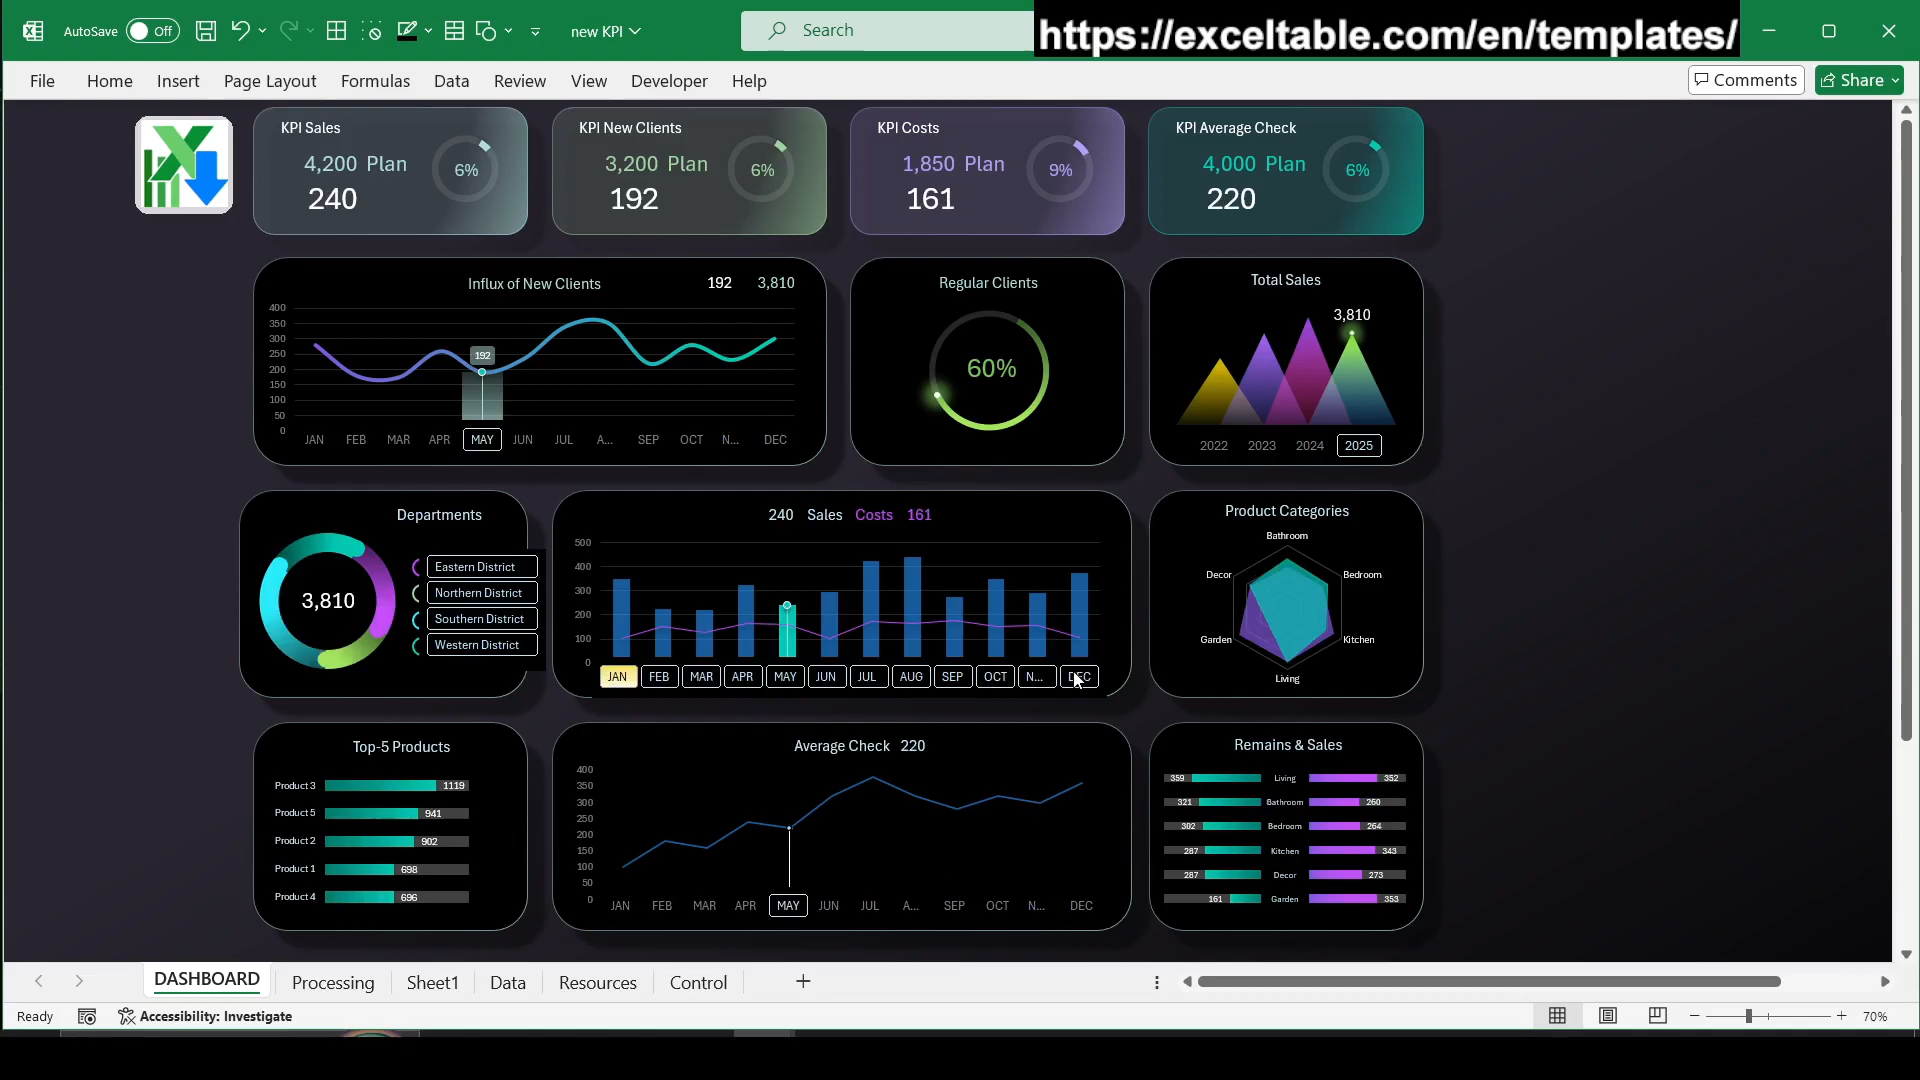 AutoSave Off new KPI Search https://exceltable.com/en/templates/
File Home Insert Page Layout Formulas Data Review View Developer Help Comments Share
KPI Sales
4,200 Plan
240
6%
KPI New Clients
3,200 Plan
192
6%
KPI Costs
1,850 Plan
161
9%
KPI Average Check
4,000 Plan
220
6%
Influx of New Clients 192 3,810
400
350
300
250
200
150
100
50
0
192
JAN FEB MAR APR MAY JUN JUL A... SEP OCT N... DEC
Regular Clients
60%
Total Sales
3,810
2022 2023 2024 2025
Departments
3,810
Eastern District
Northern District
Southern District
Western District
240 Sales Costs 161
500
400
300
200
100
0
JAN FEB MAR APR MAY JUN JUL AUG SEP OCT N... DEC
Product Categories
Bathroom
Decor Bedroom
Garden Kitchen
Living
Top-5 Products
Product 3 1119
Product 5 941
Product 2 902
Product 1 698
Product 4 696
Average Check 220
400
350
300
250
200
150
100
50
0
JAN FEB MAR APR MAY JUN JUL A... SEP OCT N... DEC
Remains & Sales
359 Living 352
321 Bathroom 260
302 Bedroom 264
287 Kitchen 343
287 Decor 273
161 Garden 353
DASHBOARD Processing Sheet1 Data Resources Control
Ready Accessibility: Investigate 70%